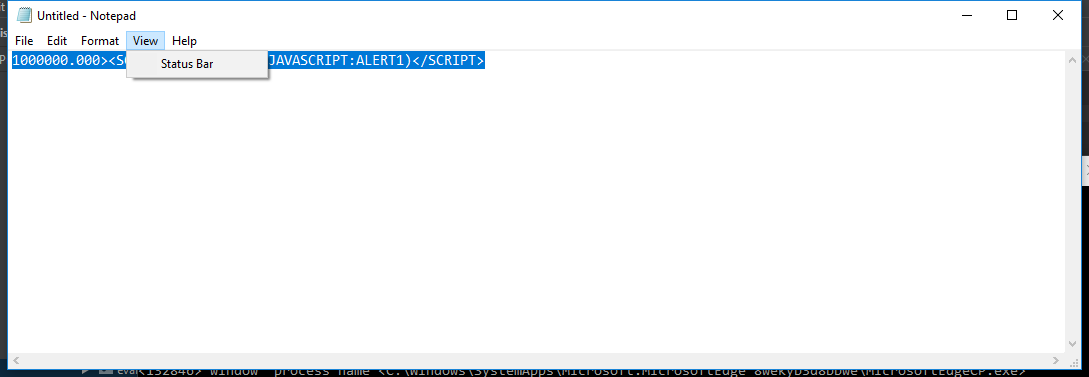 Untitled - Notepad
File Edit Format View Help
1000000.000><S JAVASCRIPT:ALERT1)</SCRIPT>
Status Bar
eval<132846> window process name <C:\Windows\SystemApps\Microsoft.MicrosoftEdge_8wekyb3d8bbwe\MicrosoftEdgeCP.exe>